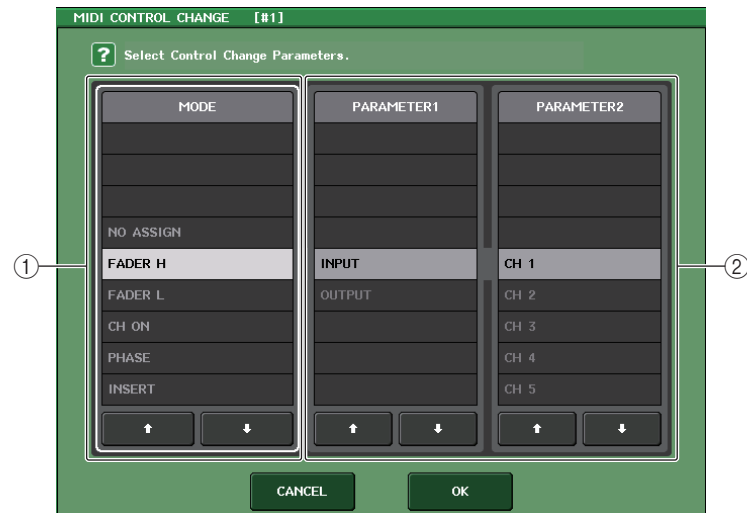 MIDI CONTROL CHANGE [#1]
? Select Control Change Parameters.
MODE
NO ASSIGN
FADER H
FADER L
CH ON
PHASE
INSERT
PARAMETER1
INPUT
OUTPUT
PARAMETER2
CH 1
CH 2
CH 3
CH 4
CH 5
①
②
CANCEL
OK